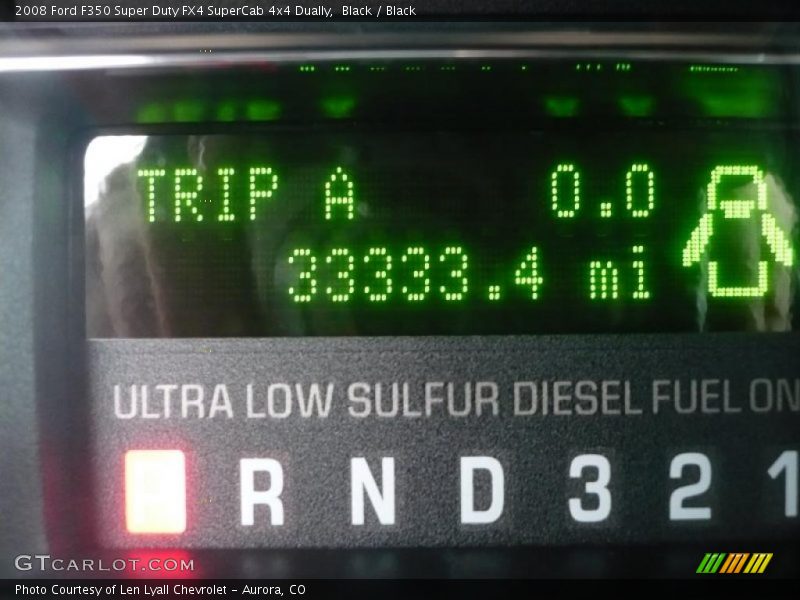 2008 Ford F350 Super Duty FX4 SuperCab 4x4 Dually,  Black / Black
TRIP A 0.0
33333.4 mi
ULTRA LOW SULFUR DIESEL FUEL ON
R N D 3 2 1
GTCARLOT.COM
Photo Courtesy of Len Lyall Chevrolet – Aurora, CO